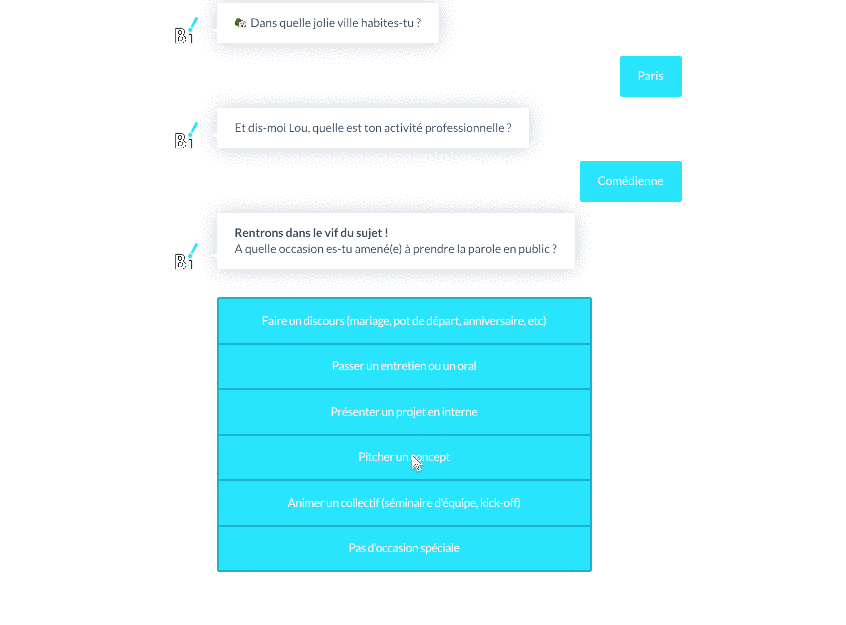 Dans quelle jolie ville habites-tu ?
B!
Paris
Et dis-moi Lou, quelle est ton activité professionnelle ?
B!
Comédienne
Rentrons dans le vif du sujet !
A quelle occasion es-tu amené(e) à prendre la parole en public ?
B!
Faire un discours (mariage, pot de départ, anniversaire, etc)
Passer un entretien ou un oral
Présenter un projet en interne
Pitcher un concept
Animer un collectif (séminaire d'équipe, kick-off)
Pas d'occasion spéciale